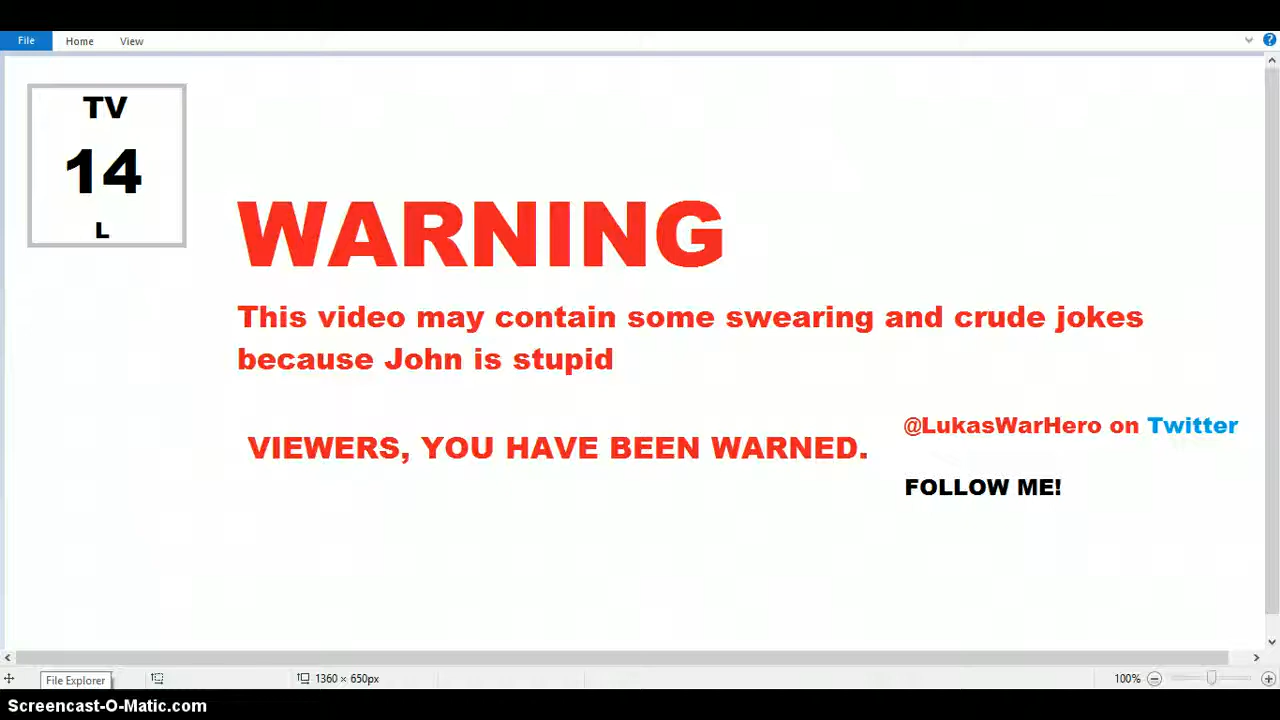 File Home View
TV
14
L
WARNING
This video may contain some swearing and crude jokes
because John is stupid
@LukasWarHero on Twitter
VIEWERS, YOU HAVE BEEN WARNED.
FOLLOW ME!
File Explorer
1360 × 650px
100%
Screencast-O-Matic.com